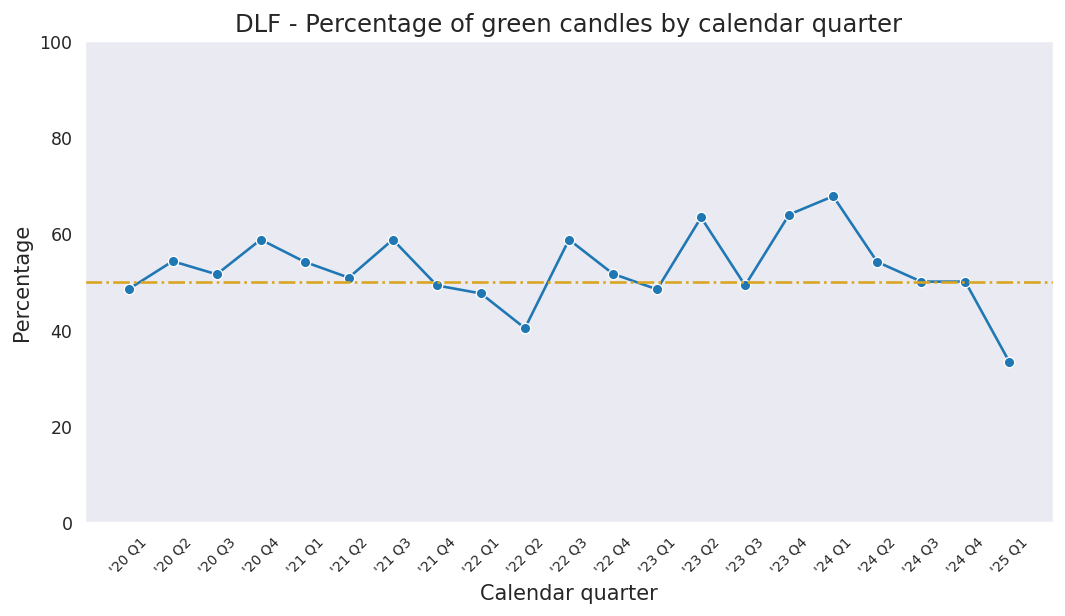 DLF - Percentage of green candles by calendar quarter
100
80
60
40
20
0
Percentage
'20 Q1
'20 Q2
'20 Q3
'20 Q4
'21 Q1
'21 Q2
'21 Q3
'21 Q4
'22 Q1
'22 Q2
'22 Q3
'22 Q4
'23 Q1
'23 Q2
'23 Q3
'23 Q4
'24 Q1
'24 Q2
'24 Q3
'24 Q4
'25 Q1
Calendar quarter